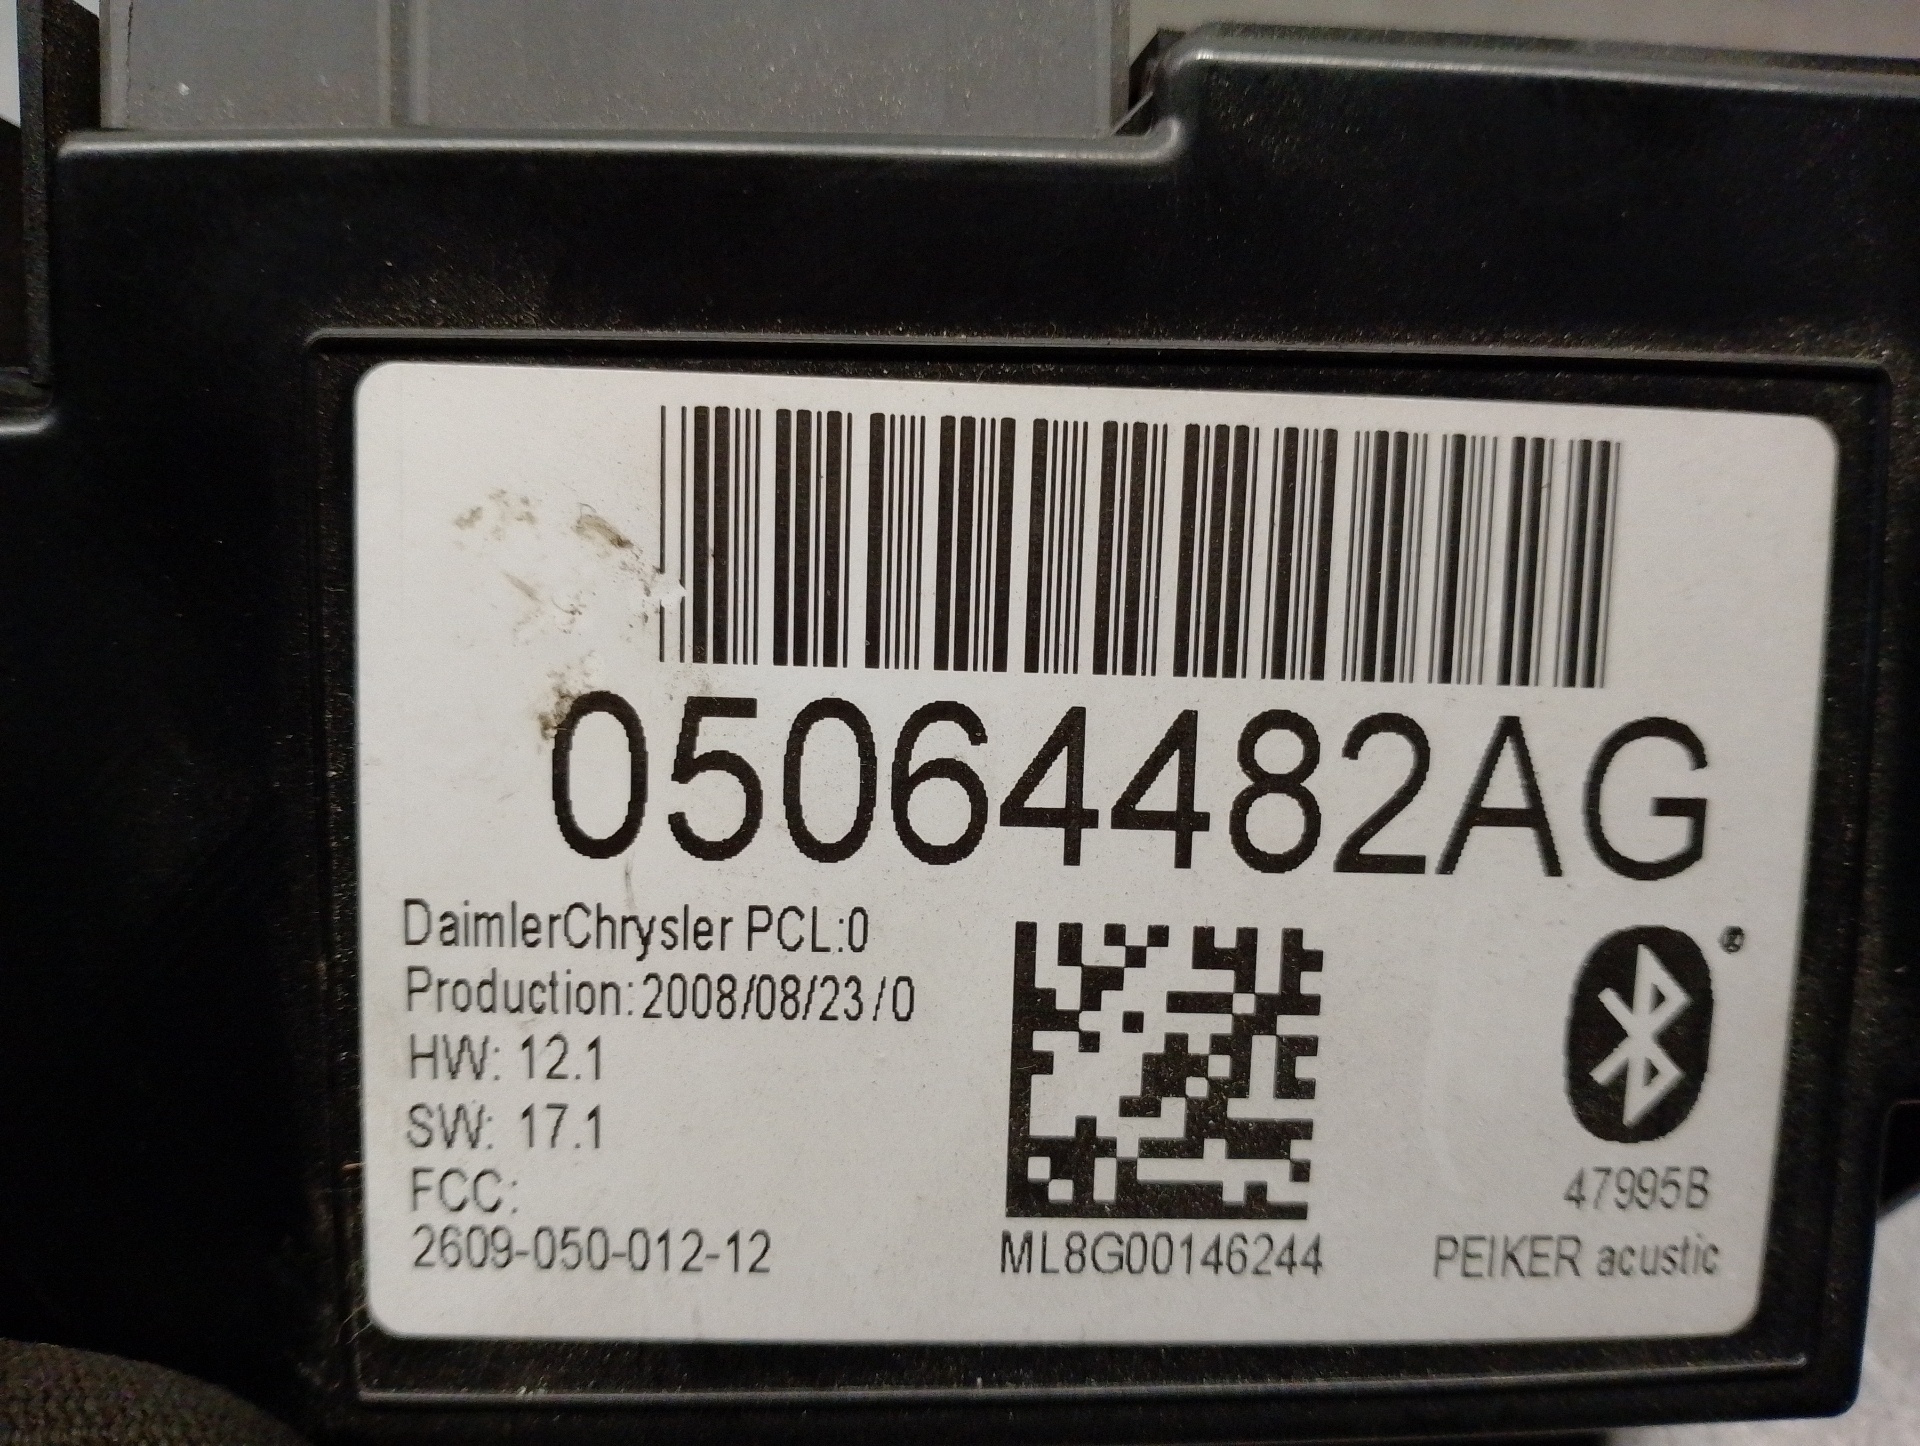 05064482AG
DaimlerChrysler PCL:0
Production: 2008/08/23/0
HW: 12.1
SW: 17.1
FCC:
2609-050-012-12
ML8G00146244
®
47995B
PEIKER acustic